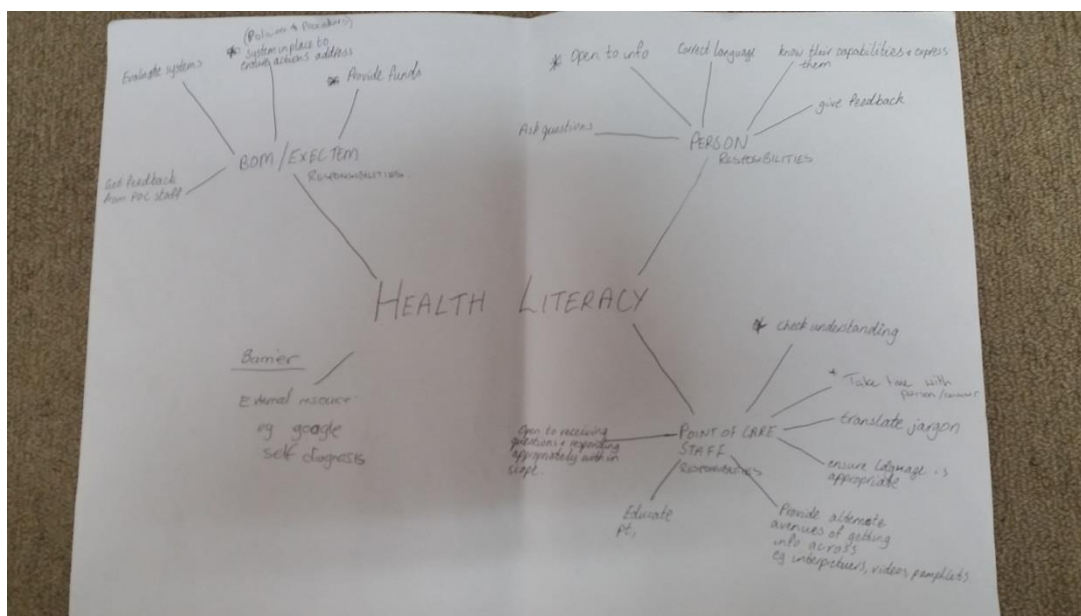 (Policies & Procedures)
* system in place to
ensure actions address
Evaluate systems
* Provide funds
BOM/EXEC TEM
RESPONSIBILITIES
Get feedback
from POC staff
* Open to info
Correct language
know their capabilities & express
them
Ask questions
give feedback
PERSON
RESPONSIBILITIES
HEALTH LITERACY
Barrier
External resource
eg google
self diagnosis
* check understanding
* Take time with
person/
translate jargon
POINT OF CARE
STAFF
RESPONSIBILITIES
Open to receiving
questions & responding
appropriately within
scope
ensure language is
appropriate
Educate
pt,
Provide alternate
avenues of getting
info across
eg interpretuers, videos, pamphlets